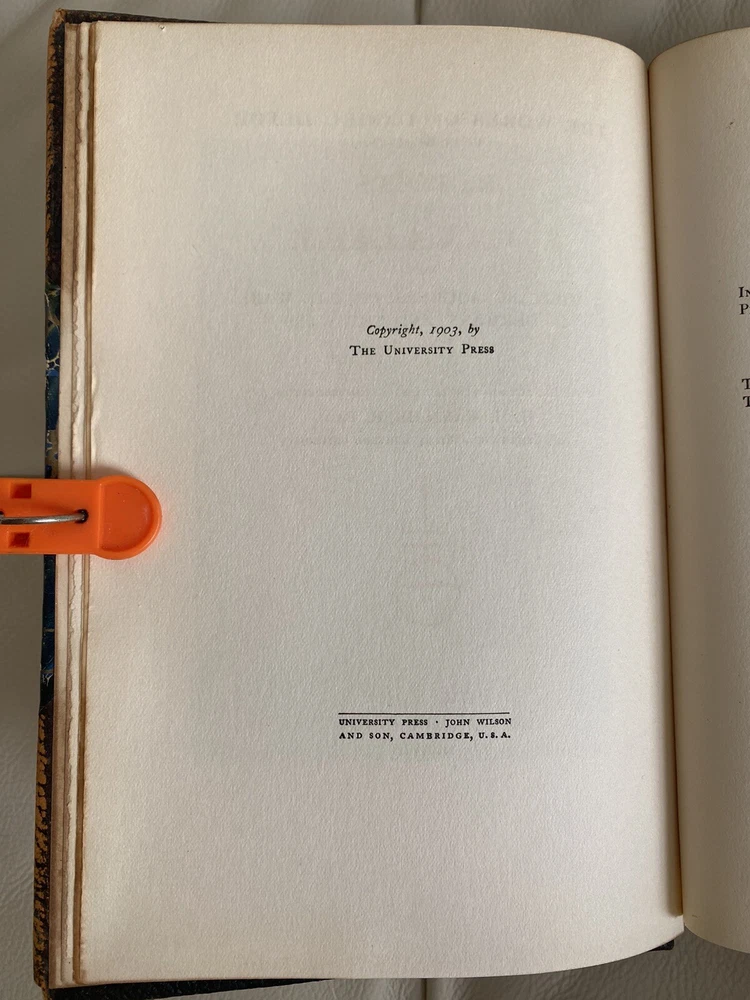 Copyright, 1903, by
The University Press
UNIVERSITY PRESS · JOHN WILSON
AND SON, CAMBRIDGE, U.S.A.